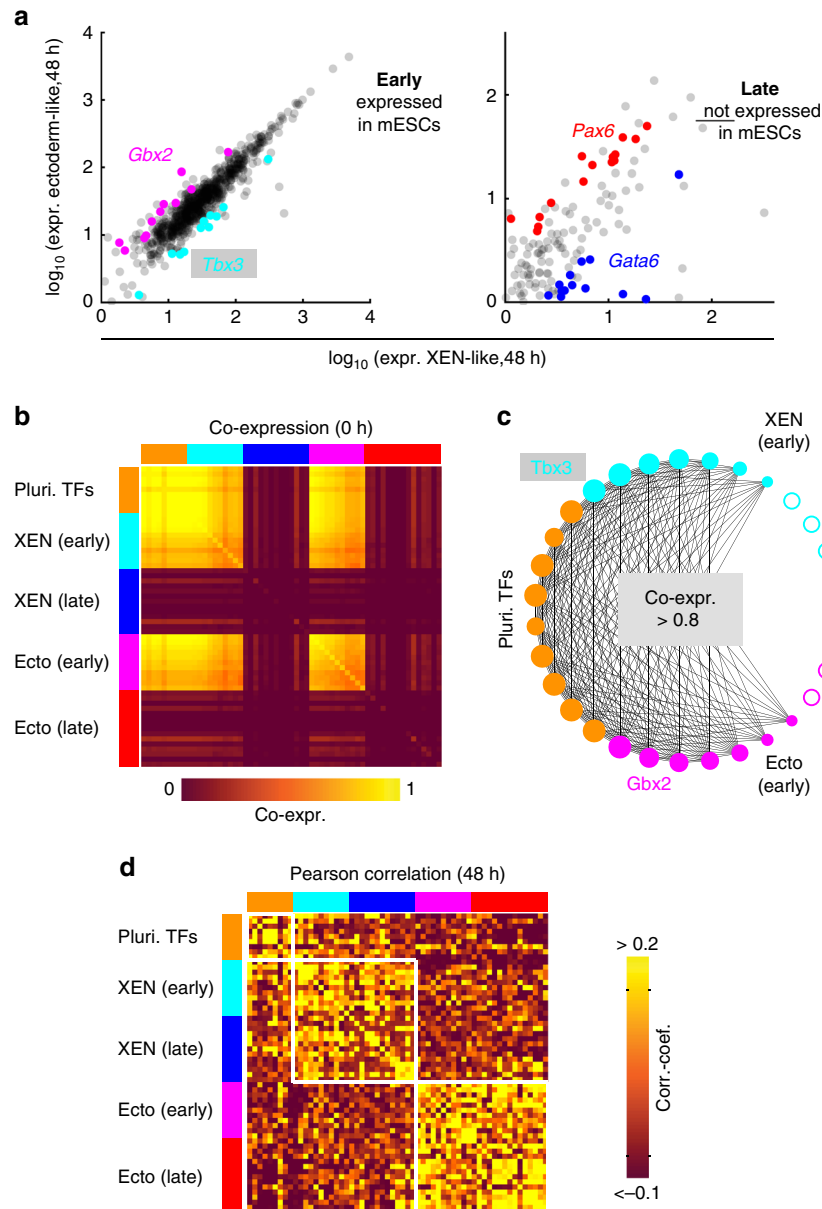 a
4
3
2
1
0
0
1
2
3
4
log10 (expr. ectoderm-like,48 h)
Gbx2
Tbx3
Early
expressed
in mESCs
2
1
0
0
1
2
Pax6
Gata6
Late
not expressed
in mESCs
log10 (expr. XEN-like,48 h)
b
Co-expression (0 h)
Pluri. TFs
XEN (early)
XEN (late)
Ecto (early)
Ecto (late)
0
1
Co-expr.
c
XEN
(early)
Tbx3
Pluri. TFs
Co-expr.
> 0.8
Gbx2
Ecto
(early)
d
Pearson correlation (48 h)
Pluri. TFs
XEN (early)
XEN (late)
Ecto (early)
Ecto (late)
> 0.2
Corr.-coef.
<–0.1